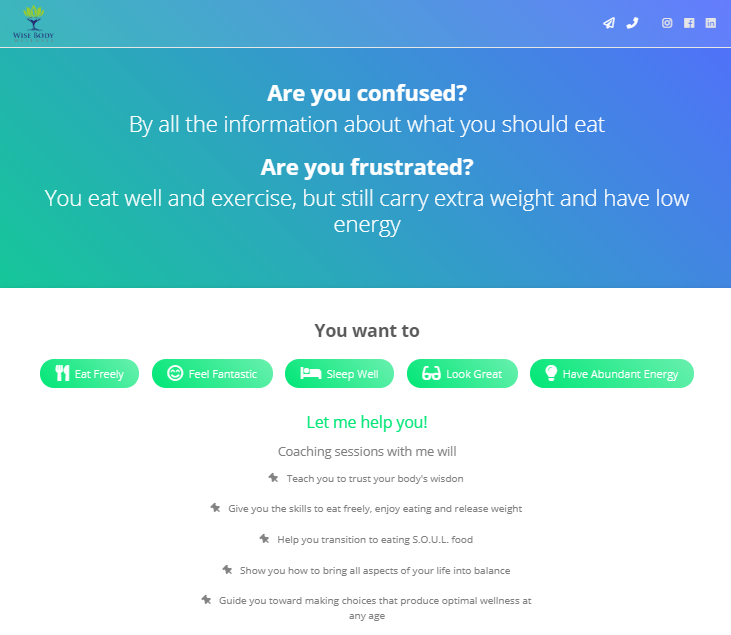 WISE BODY
Are you confused?
By all the information about what you should eat
Are you frustrated?
You eat well and exercise, but still carry extra weight and have low
energy
You want to
Eat Freely
Feel Fantastic
Sleep Well
Look Great
Have Abundant Energy
Let me help you!
Coaching sessions with me will
Teach you to trust your body's wisdon
Give you the skills to eat freely, enjoy eating and release weight
Help you transition to eating S.O.U.L. food
Show you how to bring all aspects of your life into balance
Guide you toward making choices that produce optimal wellness at
any age